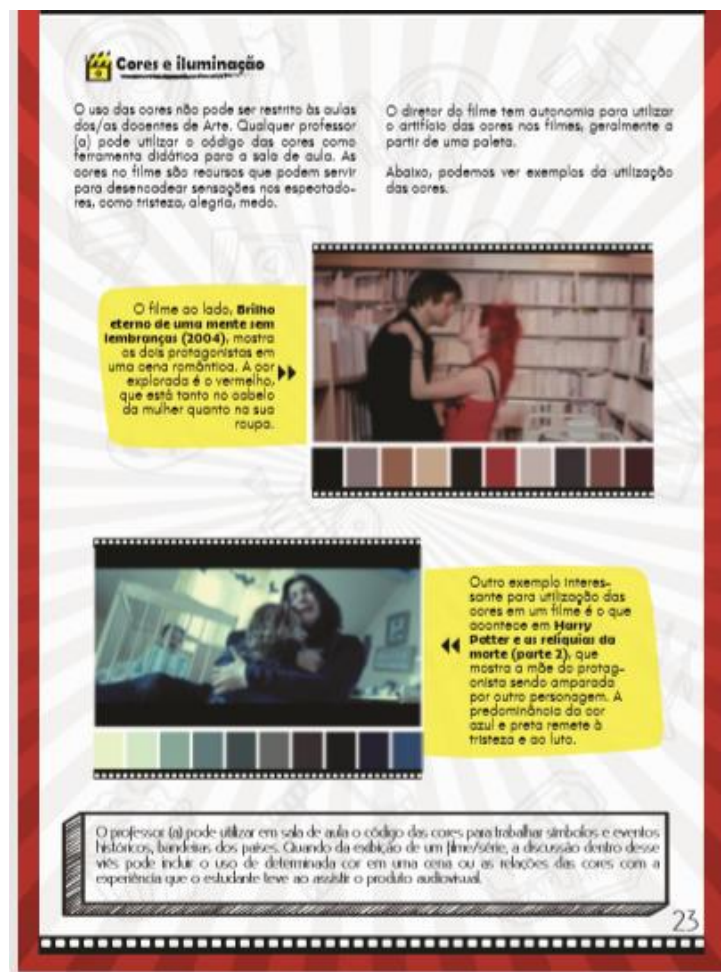 Cores e iluminação
O uso das cores não pode ser restrito às aulas
dos/as docentes de Arte. Qualquer professor
(a) pode utilizar o código das cores como
ferramenta didática para a sala de aula. As
cores no filme são recursos que podem servir
para desencadear sensações nos espectado-
res, como tristeza, alegria, medo.
O diretor do filme tem autonomia para utilizar
o artifício das cores nos filmes, geralmente a
partir de uma paleta.
Abaixo, podemos ver exemplos da utilização
das cores.
O filme ao lado, Brilho
eterno de uma mente sem
lembranças (2004), mostra
os dois protagonistas em
uma cena romântica. A cor
explorada é o vermelho,
que está tanto no cabelo
da mulher quanto na sua
roupa.
Outro exemplo interes-
sante para utilização das
cores em um filme é o que
acontece em Harry
Potter e as relíquias da
morte (parte 2), que
mostra a mãe do protag-
onista sendo amparada
por outro personagem. A
predominância da cor
azul e preta remete à
tristeza e ao luto.
O professor (a) pode utilizar em sala de aula o código das cores para trabalhar símbolos e eventos
históricos, bandeiras dos países. Quando da exibição de um filme/série, a discussão dentro desse
viés pode incluir o uso de determinada cor em uma cena ou as relações das cores com a
experiência que o estudante teve ao assistir o produto audiovisual.
23